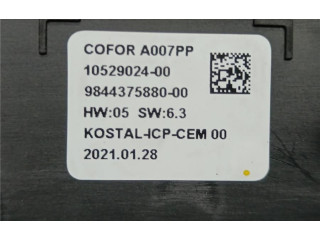 COFOR A007PP
10529024-00
9844375880-00
HW:05 SW:6.3
KOSTAL-ICP-CEM 00
2021.01.28